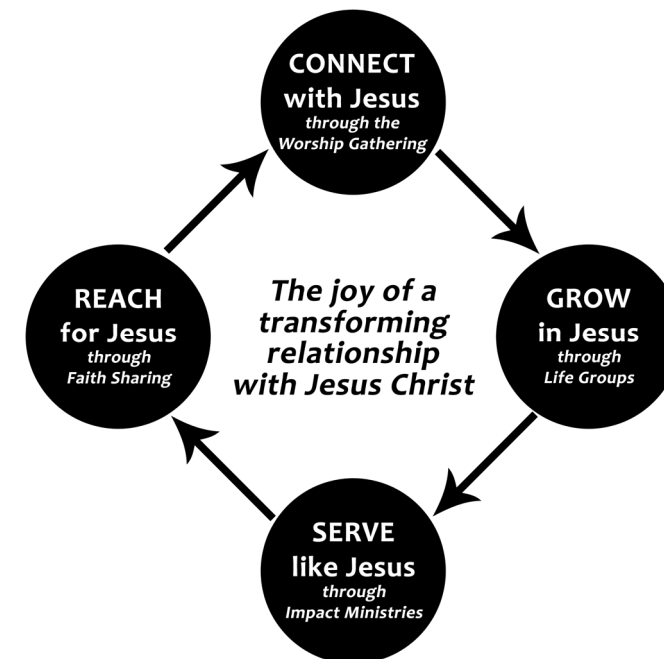 CONNECT
with Jesus
through the
Worship Gathering
GROW
in Jesus
through
Life Groups
SERVE
like Jesus
through
Impact Ministries
REACH
for Jesus
through
Faith Sharing
The joy of a
transforming
relationship
with Jesus Christ